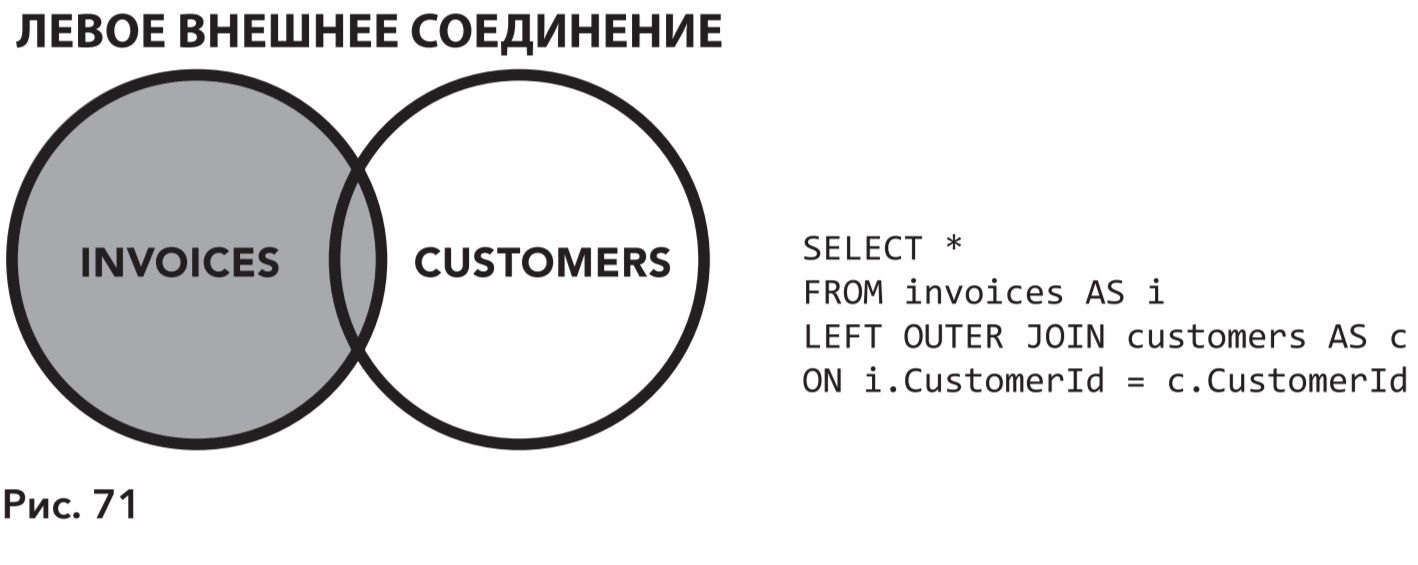 ЛЕВОЕ ВНЕШНЕЕ СОЕДИНЕНИЕ
INVOICES
CUSTOMERS
SELECT *
FROM invoices AS i
LEFT OUTER JOIN customers AS c
ON i.CustomerId = c.CustomerId
Рис. 71